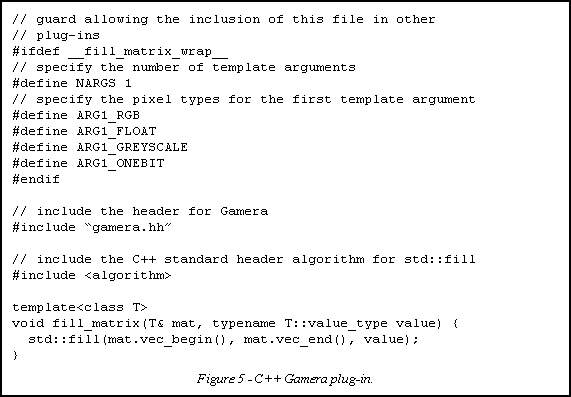 // guard allowing the inclusion of this file in other
// plug-ins
#ifdef __fill_matrix_wrap__
// specify the number of template arguments
#define NARGS 1
// specify the pixel types for the first template argument
#define ARG1_RGB
#define ARG1_FLOAT
#define ARG1_GREYSCALE
#define ARG1_ONEBIT
#endif

// include the header for Gamera
#include “gamera.hh”

// include the C++ standard header algorithm for std::fill
#include <algorithm>

template<class T>
void fill_matrix(T& mat, typename T::value_type value) {
  std::fill(mat.vec_begin(), mat.vec_end(), value);
}
Figure 5 - C++ Gamera plug-in.